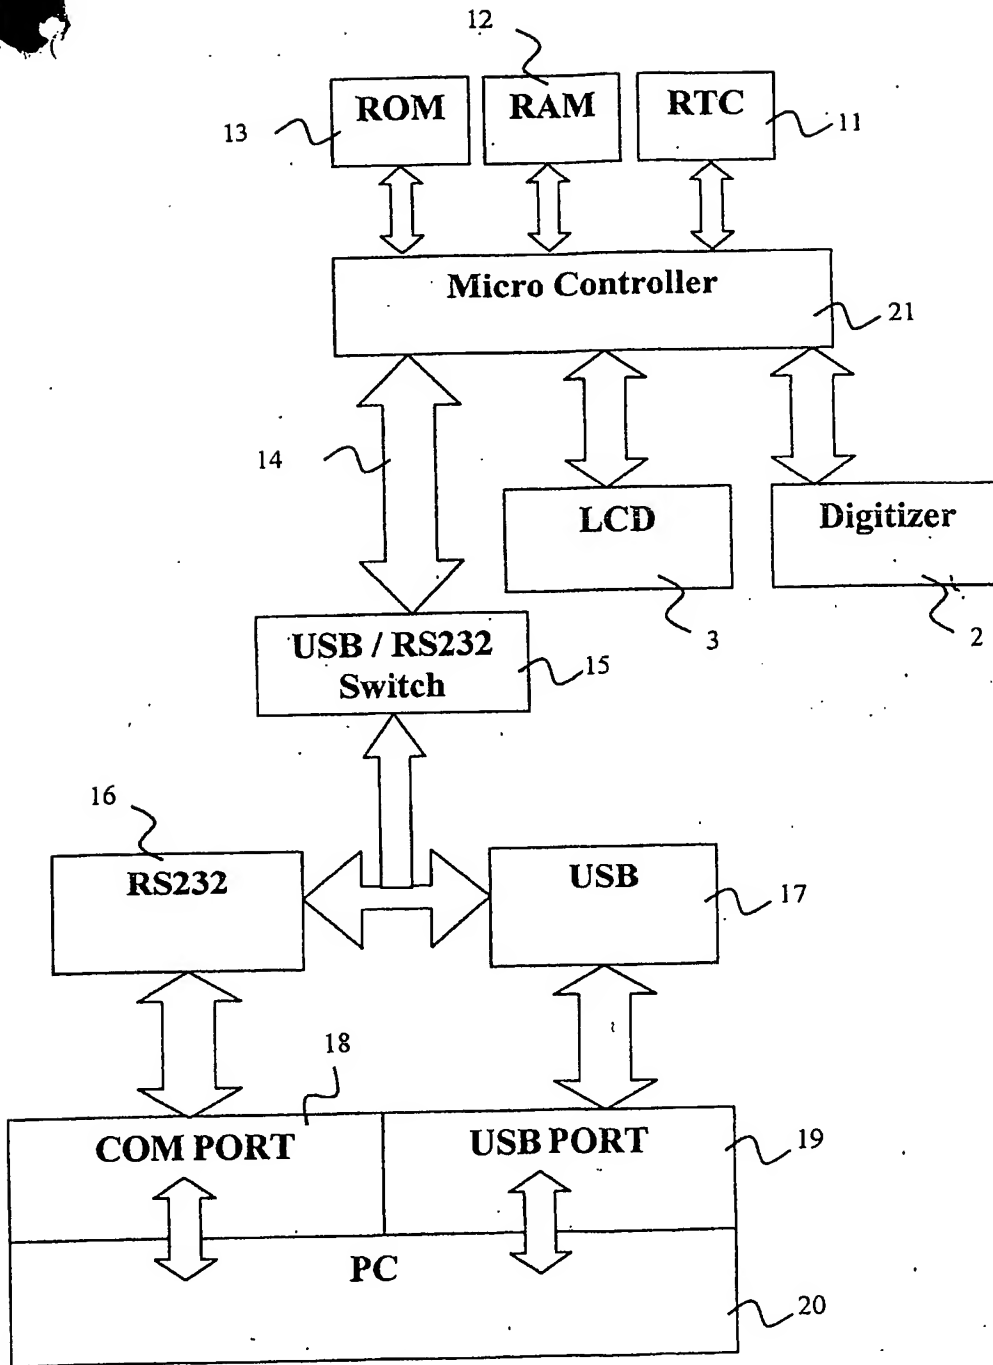 12
ROM
RAM
RTC
13
11
Micro Controller
21
14
LCD
Digitizer
3
2
USB / RS232
Switch
15
16
RS232
USB
17
18
COM PORT
USB PORT
19
PC
20